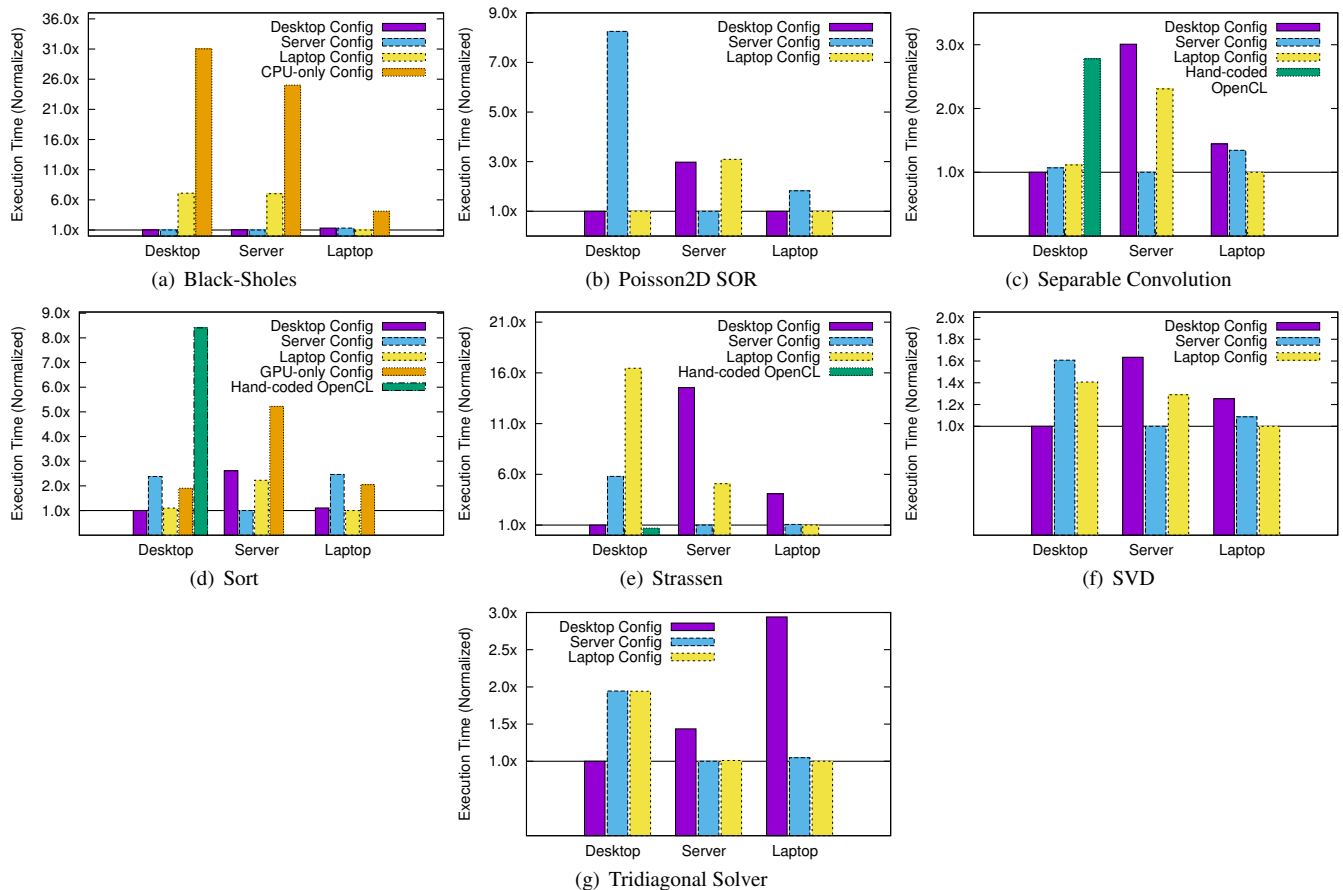 36.0x
31.0x
26.0x
21.0x
16.0x
11.0x
6.0x
1.0x
Execution Time (Normalized)
Desktop Config
Server Config
Laptop Config
CPU-only Config
Desktop Server Laptop
(a) Black-Sholes
9.0x
7.0x
5.0x
3.0x
1.0x
Execution Time (Normalized)
Desktop Config
Server Config
Laptop Config
Desktop Server Laptop
(b) Poisson2D SOR
3.0x
2.0x
1.0x
Execution Time (Normalized)
Desktop Config
Server Config
Laptop Config
Hand-coded
OpenCL
Desktop Server Laptop
(c) Separable Convolution
9.0x
8.0x
7.0x
6.0x
5.0x
4.0x
3.0x
2.0x
1.0x
Execution Time (Normalized)
Desktop Config
Server Config
Laptop Config
GPU-only Config
Hand-coded OpenCL
Desktop Server Laptop
(d) Sort
21.0x
16.0x
11.0x
6.0x
1.0x
Execution Time (Normalized)
Desktop Config
Server Config
Laptop Config
Hand-coded OpenCL
Desktop Server Laptop
(e) Strassen
2.0x
1.8x
1.6x
1.4x
1.2x
1.0x
Execution Time (Normalized)
Desktop Config
Server Config
Laptop Config
Desktop Server Laptop
(f) SVD
3.0x
2.5x
2.0x
1.5x
1.0x
Execution Time (Normalized)
Desktop Config
Server Config
Laptop Config
Desktop Server Laptop
(g) Tridiagonal Solver